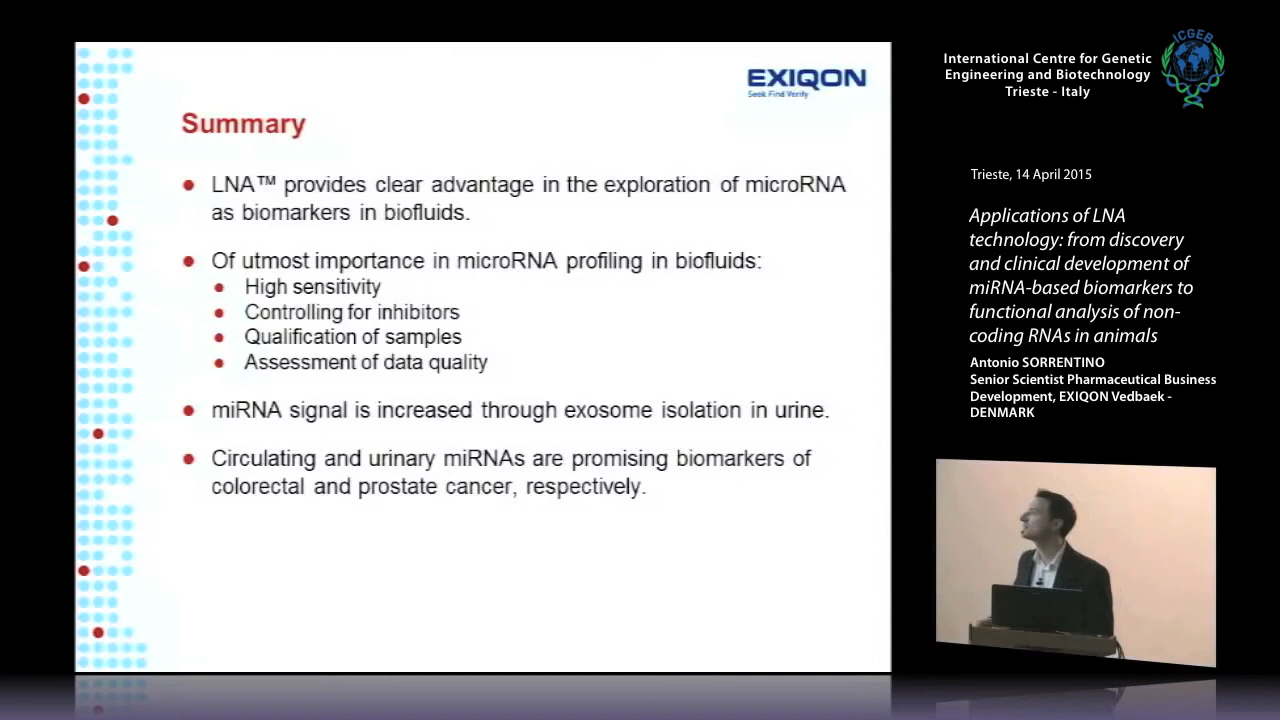 EXIQON
Seek Find Verify
Summary
LNA™ provides clear advantage in the exploration of microRNA
as biomarkers in biofluids.
Of utmost importance in microRNA profiling in biofluids:
High sensitivity
Controlling for inhibitors
Qualification of samples
Assessment of data quality
miRNA signal is increased through exosome isolation in urine.
Circulating and urinary miRNAs are promising biomarkers of
colorectal and prostate cancer, respectively.
International Centre for Genetic
Engineering and Biotechnology
Trieste - Italy
ICGEB
Trieste, 14 April 2015
Applications of LNA
technology: from discovery
and clinical development of
miRNA-based biomarkers to
functional analysis of non-
coding RNAs in animals
Antonio SORRENTINO
Senior Scientist Pharmaceutical Business
Development, EXIQON Vedbaek -
DENMARK